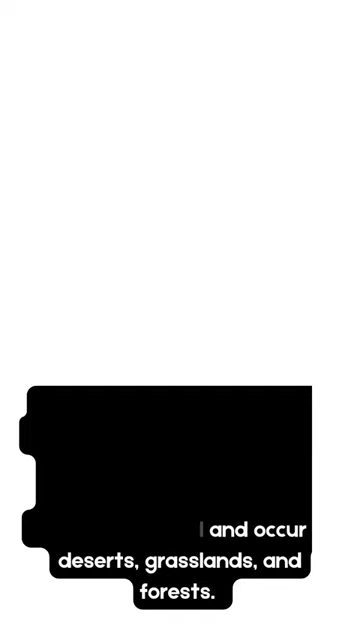 and occur
deserts, grasslands, and
forests.